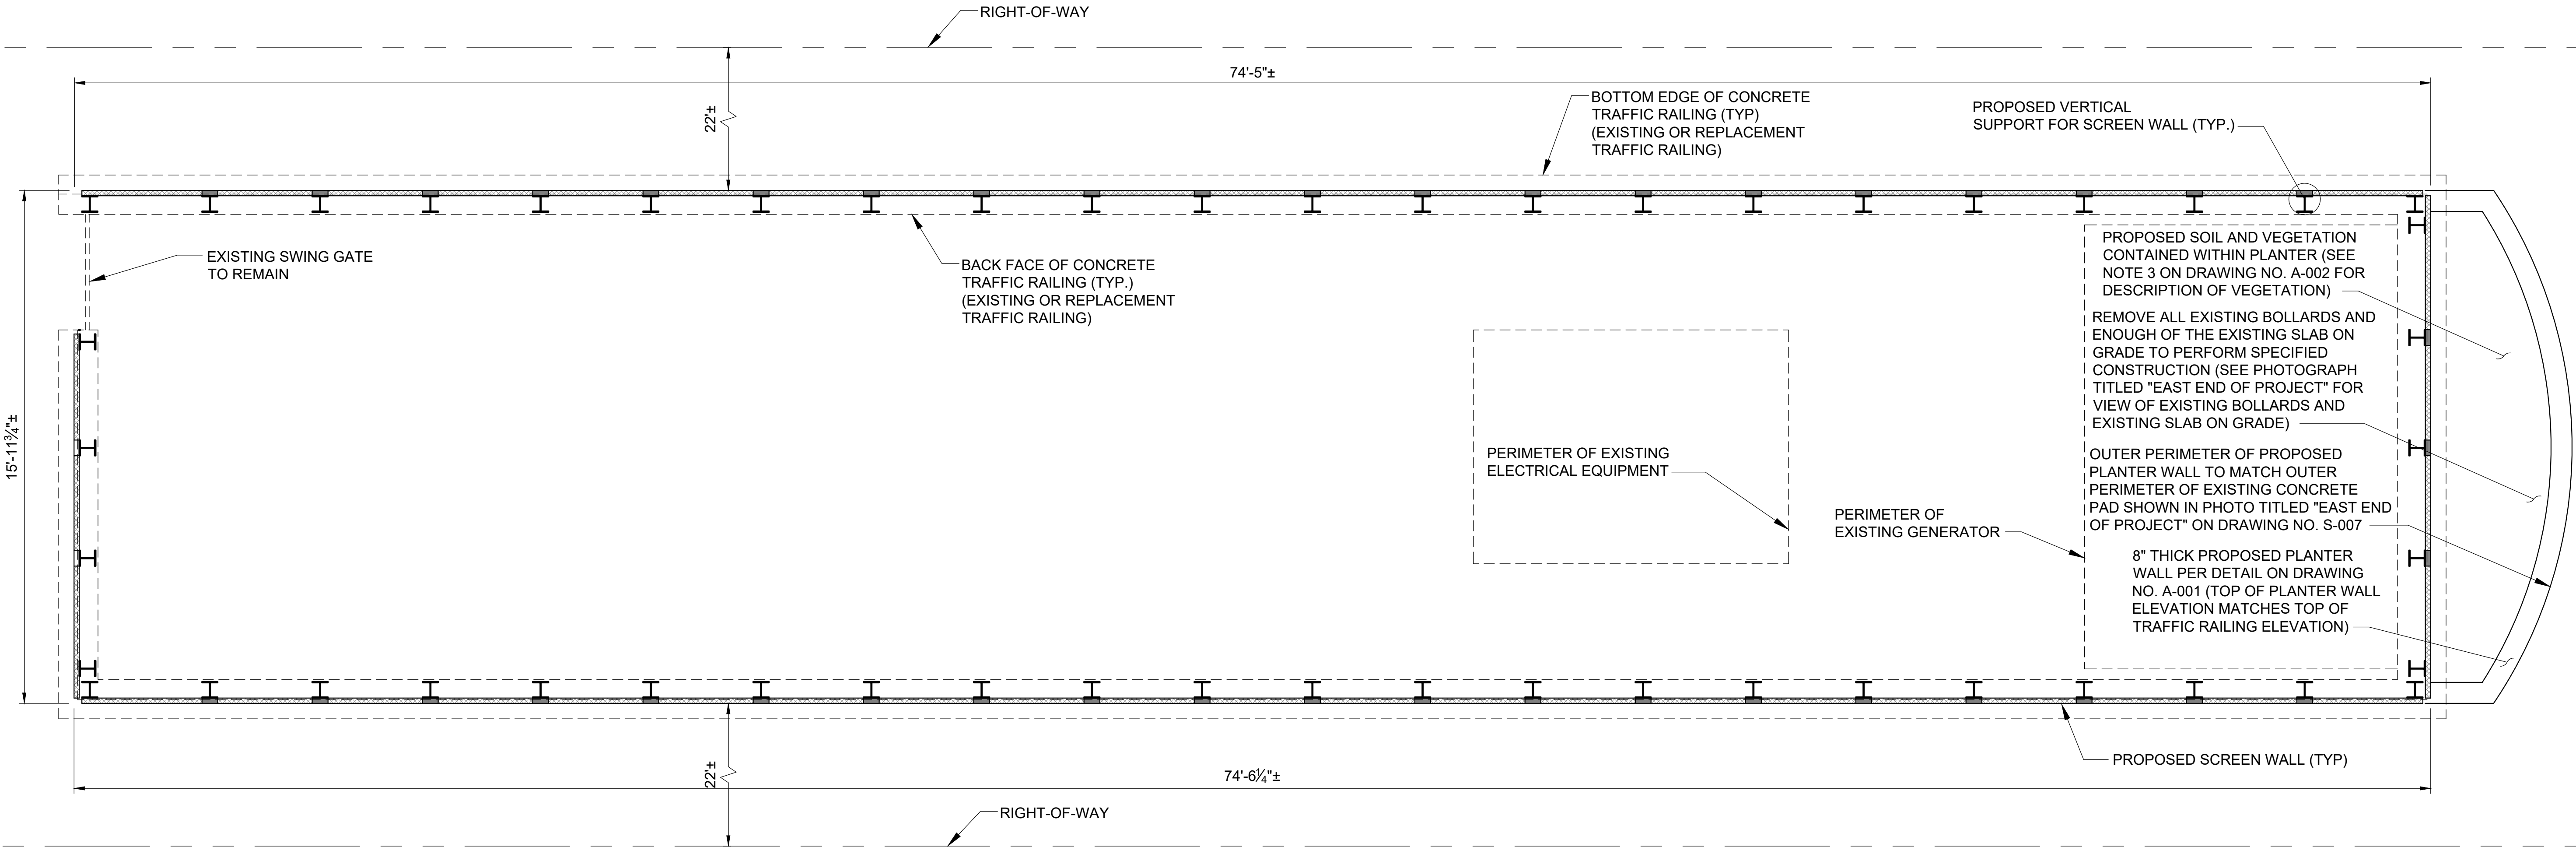 RIGHT-OF-WAY
74'-5"±
22'±
BOTTOM EDGE OF CONCRETE
TRAFFIC RAILING (TYP)
(EXISTING OR REPLACEMENT
TRAFFIC RAILING)
PROPOSED VERTICAL
SUPPORT FOR SCREEN WALL (TYP.)
EXISTING SWING GATE
TO REMAIN
BACK FACE OF CONCRETE
TRAFFIC RAILING (TYP.)
(EXISTING OR REPLACEMENT
TRAFFIC RAILING)
PROPOSED SOIL AND VEGETATION
CONTAINED WITHIN PLANTER (SEE
NOTE 3 ON DRAWING NO. A-002 FOR
DESCRIPTION OF VEGETATION)
REMOVE ALL EXISTING BOLLARDS AND
ENOUGH OF THE EXISTING SLAB ON
GRADE TO PERFORM SPECIFIED
CONSTRUCTION (SEE PHOTOGRAPH
TITLED "EAST END OF PROJECT" FOR
VIEW OF EXISTING BOLLARDS AND
EXISTING SLAB ON GRADE)
15'-11¾"±
PERIMETER OF EXISTING
ELECTRICAL EQUIPMENT
OUTER PERIMETER OF PROPOSED
PLANTER WALL TO MATCH OUTER
PERIMETER OF EXISTING CONCRETE
PAD SHOWN IN PHOTO TITLED "EAST END
OF PROJECT" ON DRAWING NO. S-007
PERIMETER OF
EXISTING GENERATOR
8" THICK PROPOSED PLANTER
WALL PER DETAIL ON DRAWING
NO. A-001 (TOP OF PLANTER WALL
ELEVATION MATCHES TOP OF
TRAFFIC RAILING ELEVATION)
PROPOSED SCREEN WALL (TYP)
22'±
74'-6¼"±
RIGHT-OF-WAY